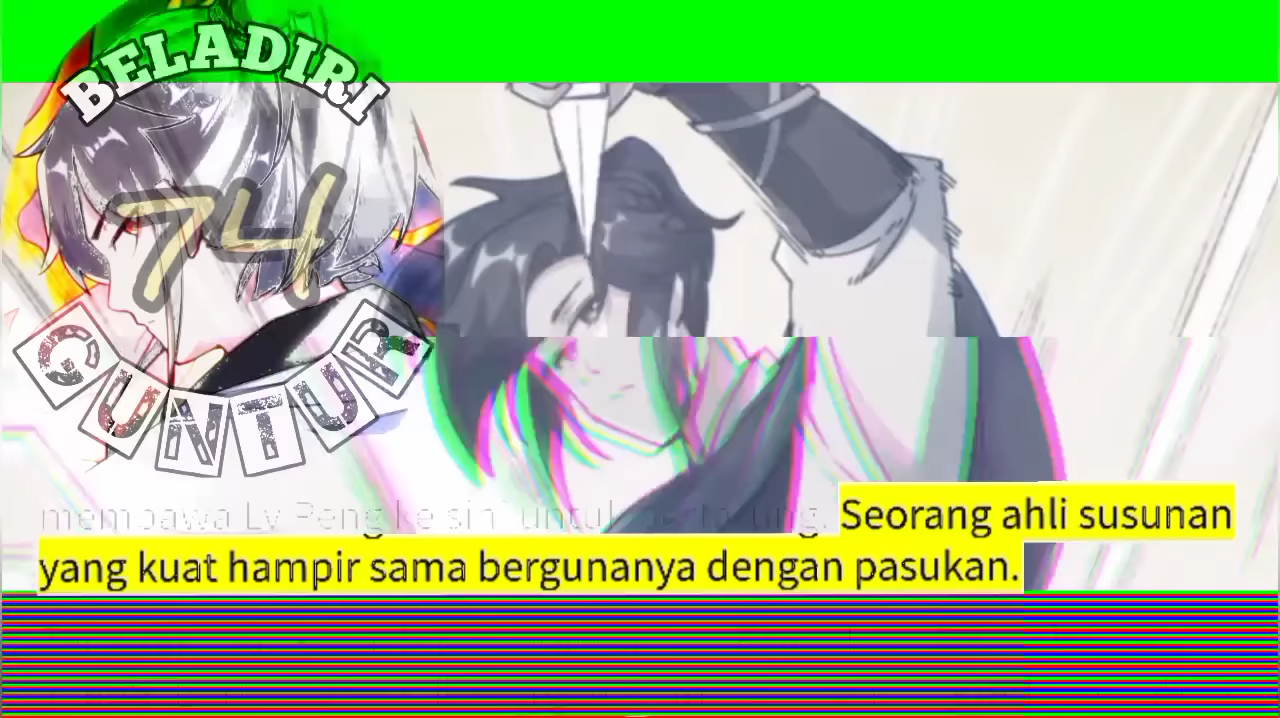 BELADIRI
74
GUNTUR
membawa Lv Peng ke sini untuk bertarung. Seorang ahli susunan
yang kuat hampir sama bergunanya dengan pasukan.